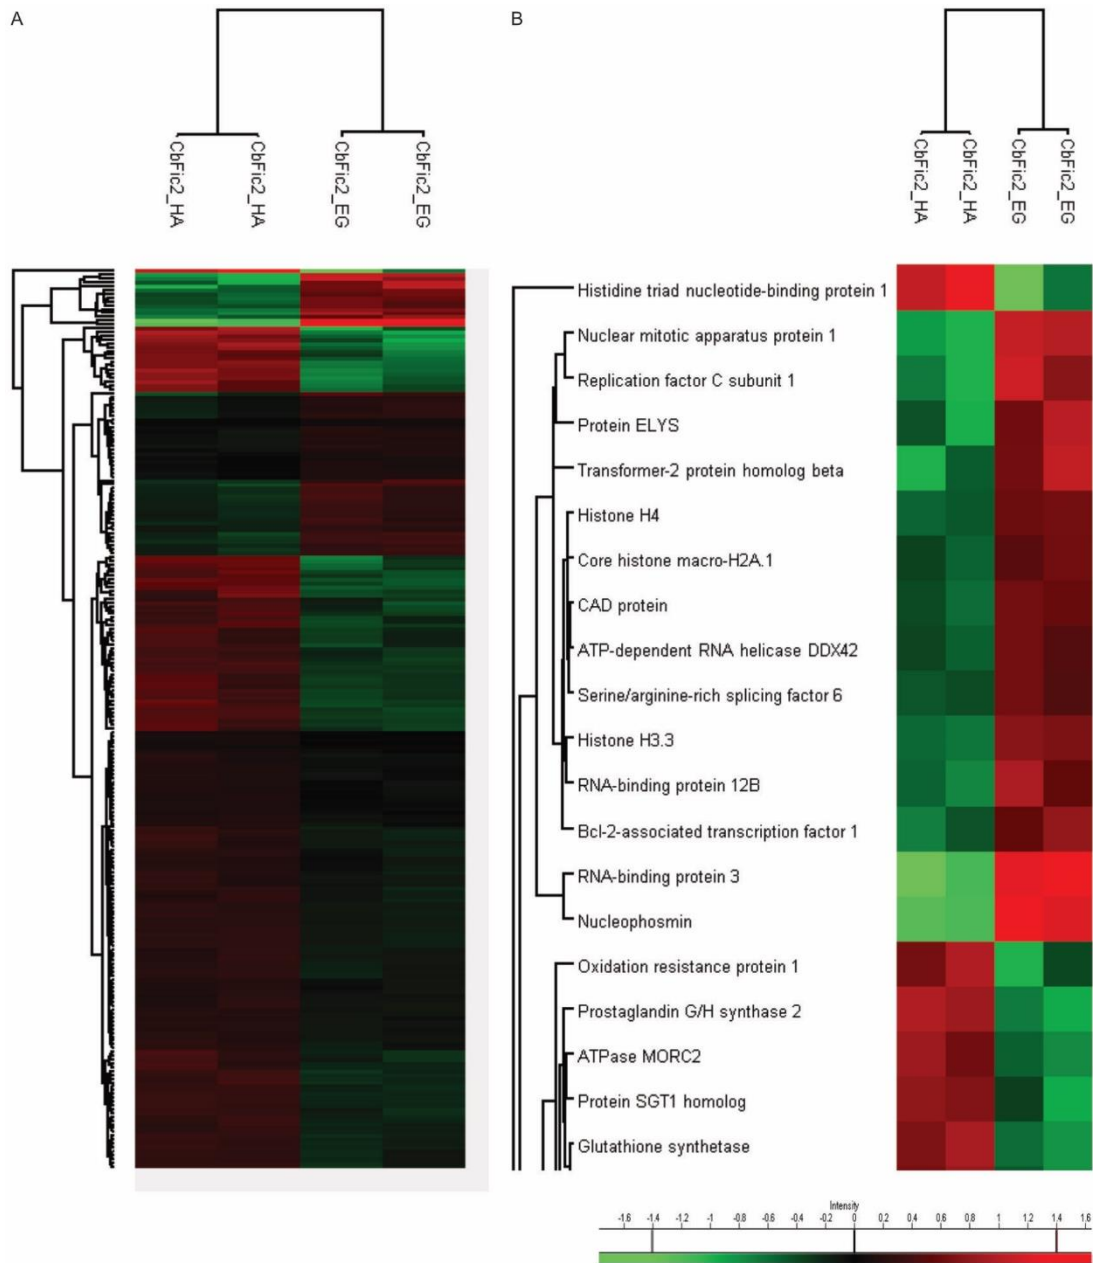 A
B
CbFic2_HA
CbFic2_HA
CbFic2_EG
CbFic2_EG
CbFic2_HA
CbFic2_HA
CbFic2_EG
CbFic2_EG
Histidine triad nucleotide-binding protein 1
Nuclear mitotic apparatus protein 1
Replication factor C subunit 1
Protein ELYS
Transformer-2 protein homolog beta
Histone H4
Core histone macro-H2A.1
CAD protein
ATP-dependent RNA helicase DDX42
Serine/arginine-rich splicing factor 6
Histone H3.3
RNA-binding protein 12B
Bcl-2-associated transcription factor 1
RNA-binding protein 3
Nucleophosmin
Oxidation resistance protein 1
Prostaglandin G/H synthase 2
ATPase MORC2
Protein SGT1 homolog
Glutathione synthetase
Intensity
-1.6 -1.4 -1.2 -1 -0.8 -0.6 -0.4 -0.2 0 0.2 0.4 0.6 0.8 1 1.2 1.4 1.6